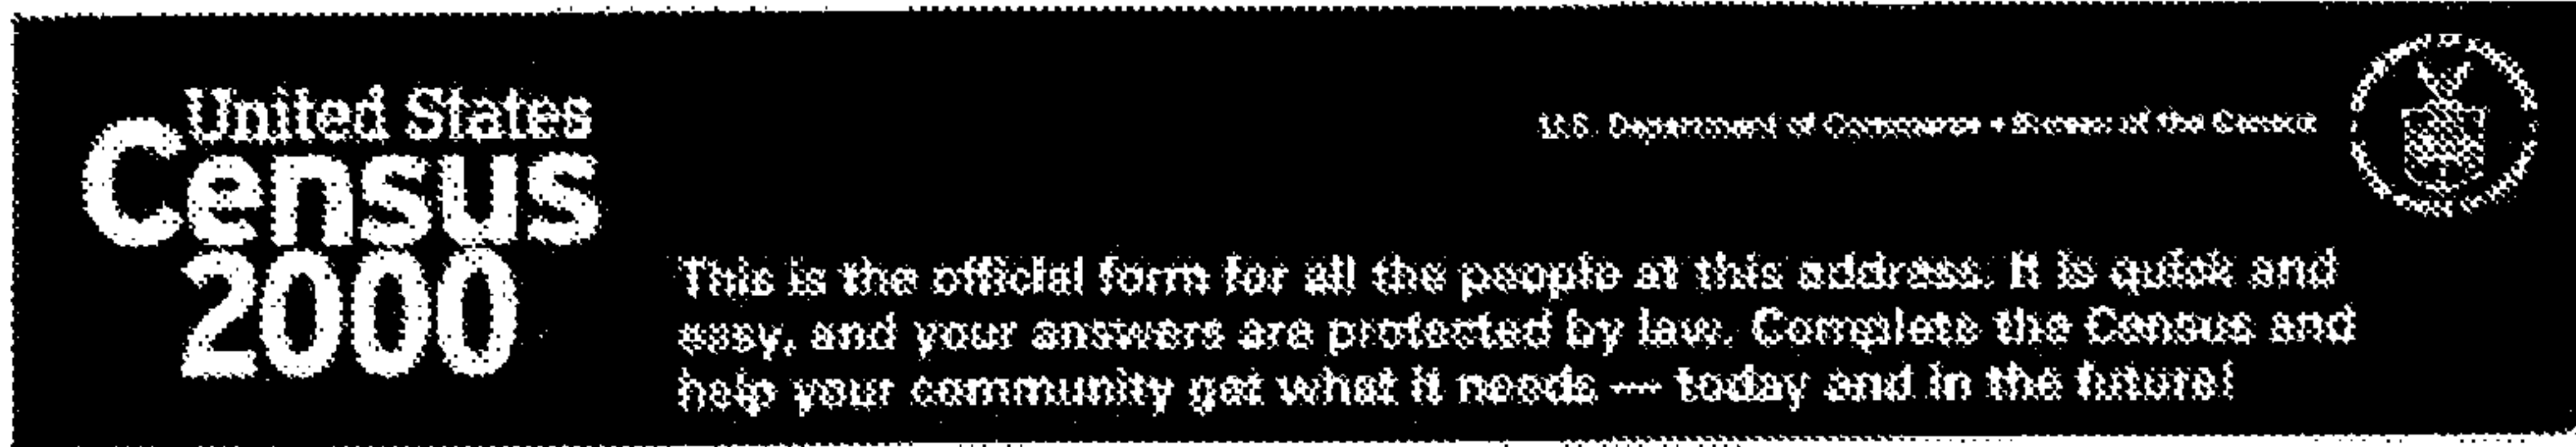 United States
Census
2000
U.S. Department of Commerce • Bureau of the Census
This is the official form for all the people at this address. It is quick and
easy, and your answers are protected by law. Complete the Census and
help your community get what it needs — today and in the future!